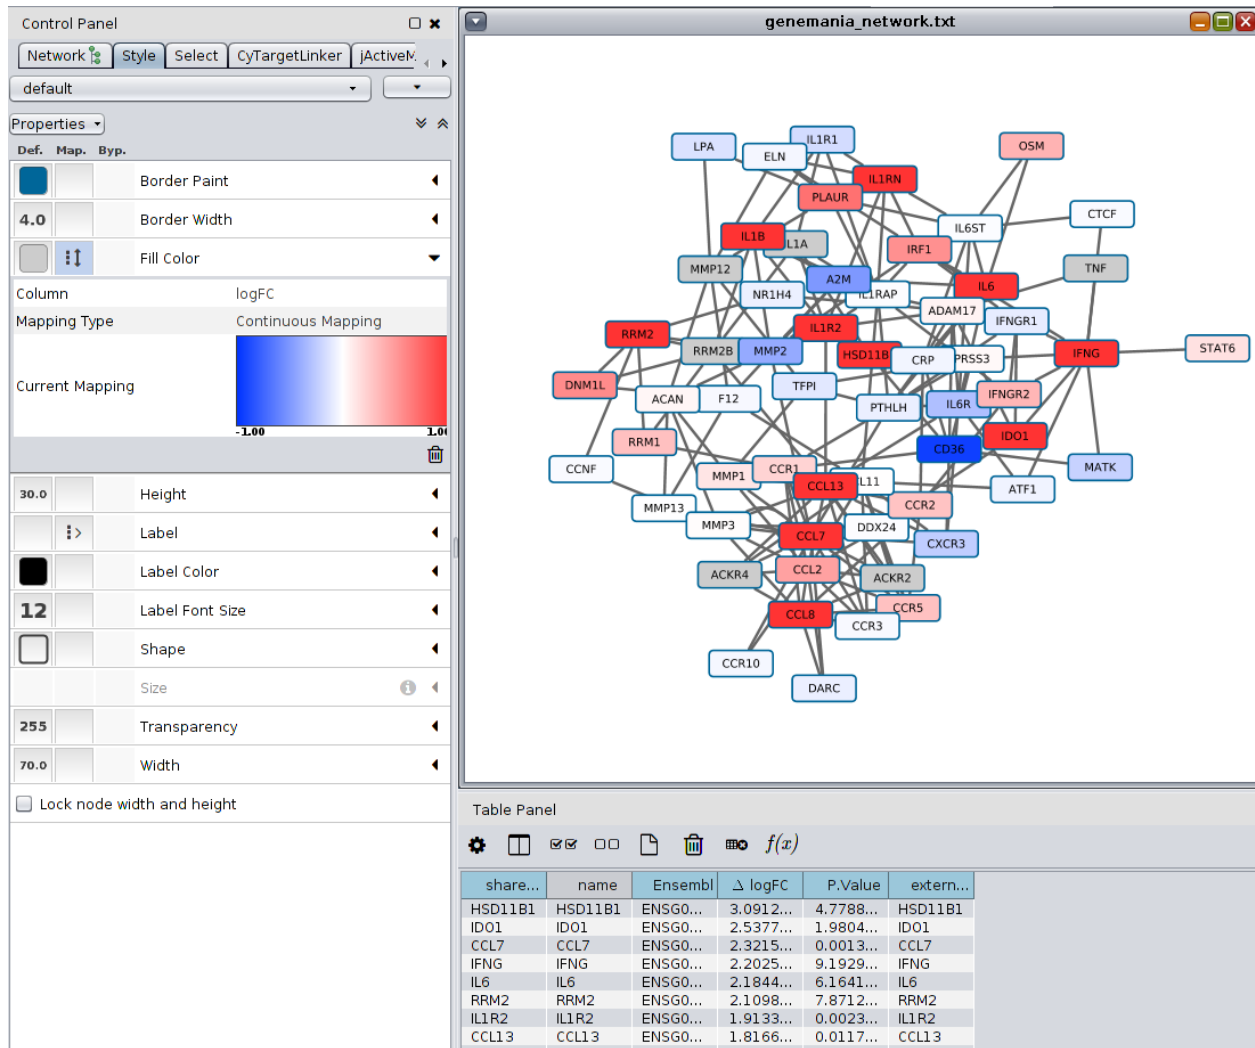 Control Panel
Network Style Select CyTargetLinker jActiveM
default
Properties
Def. Map. Byp.
Border Paint
4.0 Border Width
Fill Color
Column logFC
Mapping Type Continuous Mapping
Current Mapping
-1.00 1.00
30.0 Height
Label
Label Color
12 Label Font Size
Shape
Size
255 Transparency
70.0 Width
Lock node width and height
genemania_network.txt
LPA
IL1R1
ELN
OSM
IL1RN
PLAUR
CTCF
IL6ST
IL1B
IL1A
IRF1
MMP12
TNF
A2M
IL6
NR1H4
IL1RAP
ADAM17
IFNGR1
RRM2
IL1R2
RRM2B
MMP2
HSD11B
CRP
PRSS3
IFNG
STAT6
DNM1L
TFPI
ACAN
F12
PTHLH
IL6R
IFNGR2
RRM1
CD36
IDO1
CCNF
MMP1
CCR1
MATK
CCL13
L11
ATF1
MMP13
CCR2
MMP3
DDX24
CCL7
CXCR3
ACKR4
CCL2
ACKR2
CCL8
CCR5
CCR3
CCR10
DARC
Table Panel
f(x)
share... name Ensembl △ logFC P.Value extern...
HSD11B1 HSD11B1 ENSG0... 3.0912... 4.7788... HSD11B1
IDO1 IDO1 ENSG0... 2.5377... 1.9804... IDO1
CCL7 CCL7 ENSG0... 2.3215... 0.0013... CCL7
IFNG IFNG ENSG0... 2.2025... 9.1929... IFNG
IL6 IL6 ENSG0... 2.1844... 6.1641... IL6
RRM2 RRM2 ENSG0... 2.1098... 7.8712... RRM2
IL1R2 IL1R2 ENSG0... 1.9133... 0.0023... IL1R2
CCL13 CCL13 ENSG0... 1.8166... 0.0117... CCL13